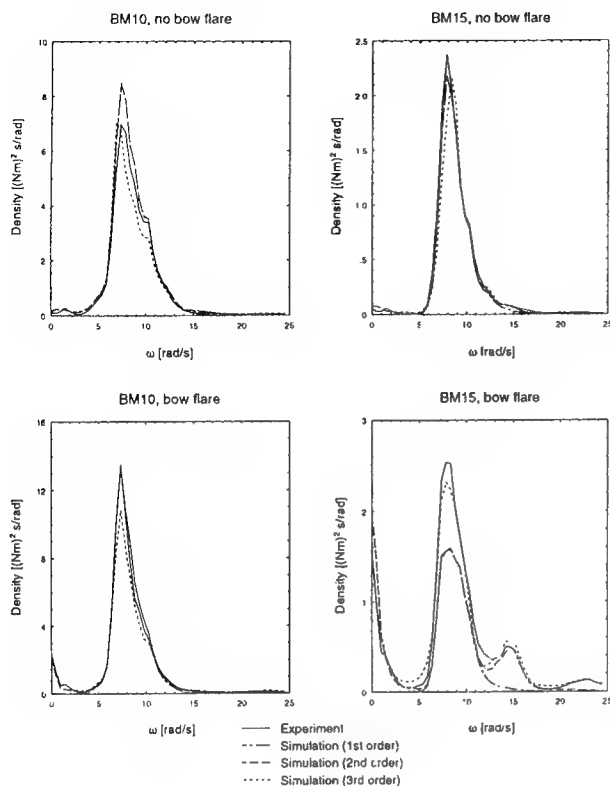 BM10, no bow flare
BM15, no bow flare
10
8
6
4
2
0
Density [(Nm)² s/rad]
0 5 10 15 20 25
ω [rad/s]
2.5
2.0
1.5
1.0
.5
0
Density [(Nm)² s/rad]
0 5 10 15 20 25
ω [rad/s]
BM10, bow flare
BM15, bow flare
16
12
8
4
0
Density [(Nm)² s/rad]
0 5 10 15 20 25
ω [rad/s]
3
2
1
0
Density [(Nm)² s/rad]
0 5 10 15 20 25
ω [rad/s]
Experiment
Simulation (1st order)
Simulation (2nd order)
Simulation (3rd order)